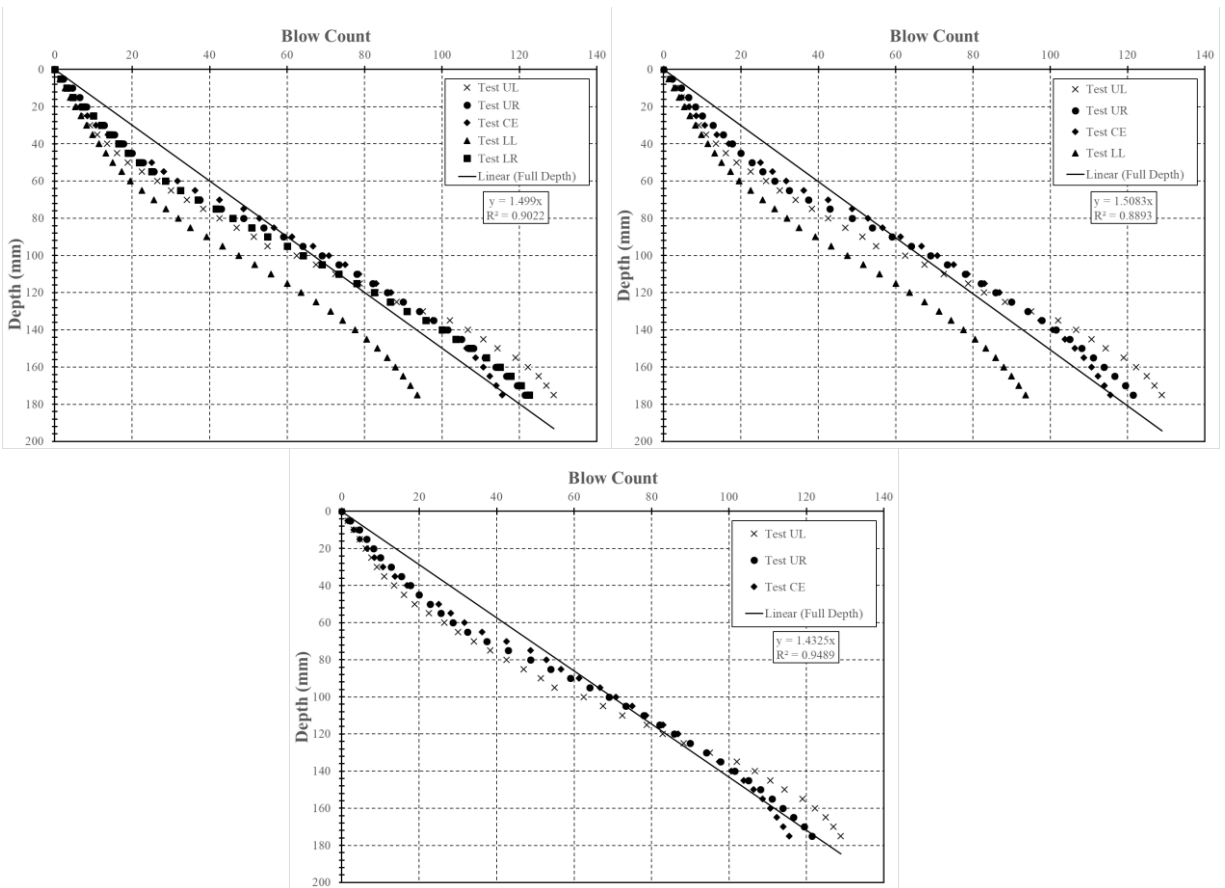 Blow Count
0 20 40 60 80 100 120 140
0
20
40
60
80
100
120
140
160
180
200
Depth (mm)
Test UL
Test UR
Test CE
Test LL
Test LR
Linear (Full Depth)
y = 1.499x
R² = 0.9022
Blow Count
0 20 40 60 80 100 120 140
0
20
40
60
80
100
120
140
160
180
200
Depth (mm)
Test UL
Test UR
Test CE
Test LL
Linear (Full Depth)
y = 1.5083x
R² = 0.8893
Blow Count
0 20 40 60 80 100 120 140
0
20
40
60
80
100
120
140
160
180
200
Depth (mm)
Test UL
Test UR
Test CE
Linear (Full Depth)
y = 1.4325x
R² = 0.9489